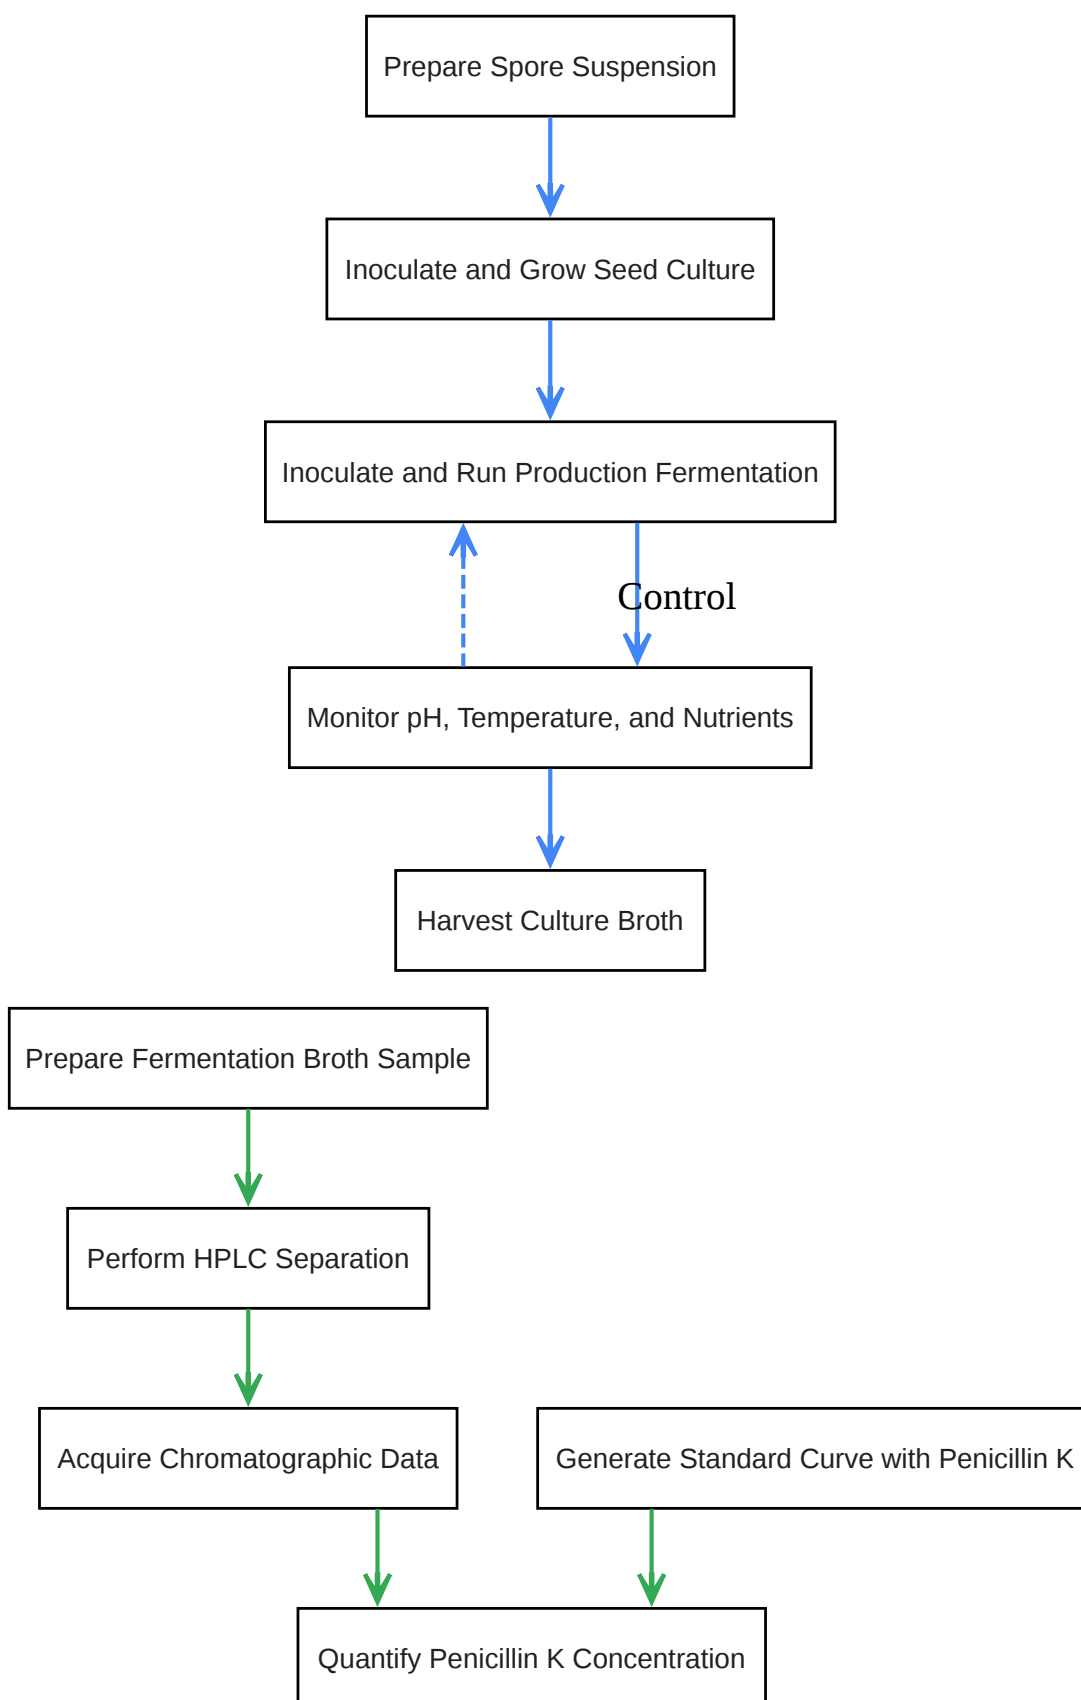 Prepare Spore Suspension
Inoculate and Grow Seed Culture
Inoculate and Run Production Fermentation
Control
Monitor pH, Temperature, and Nutrients
Harvest Culture Broth
Prepare Fermentation Broth Sample
Perform HPLC Separation
Acquire Chromatographic Data
Generate Standard Curve with Penicillin K
Quantify Penicillin K Concentration